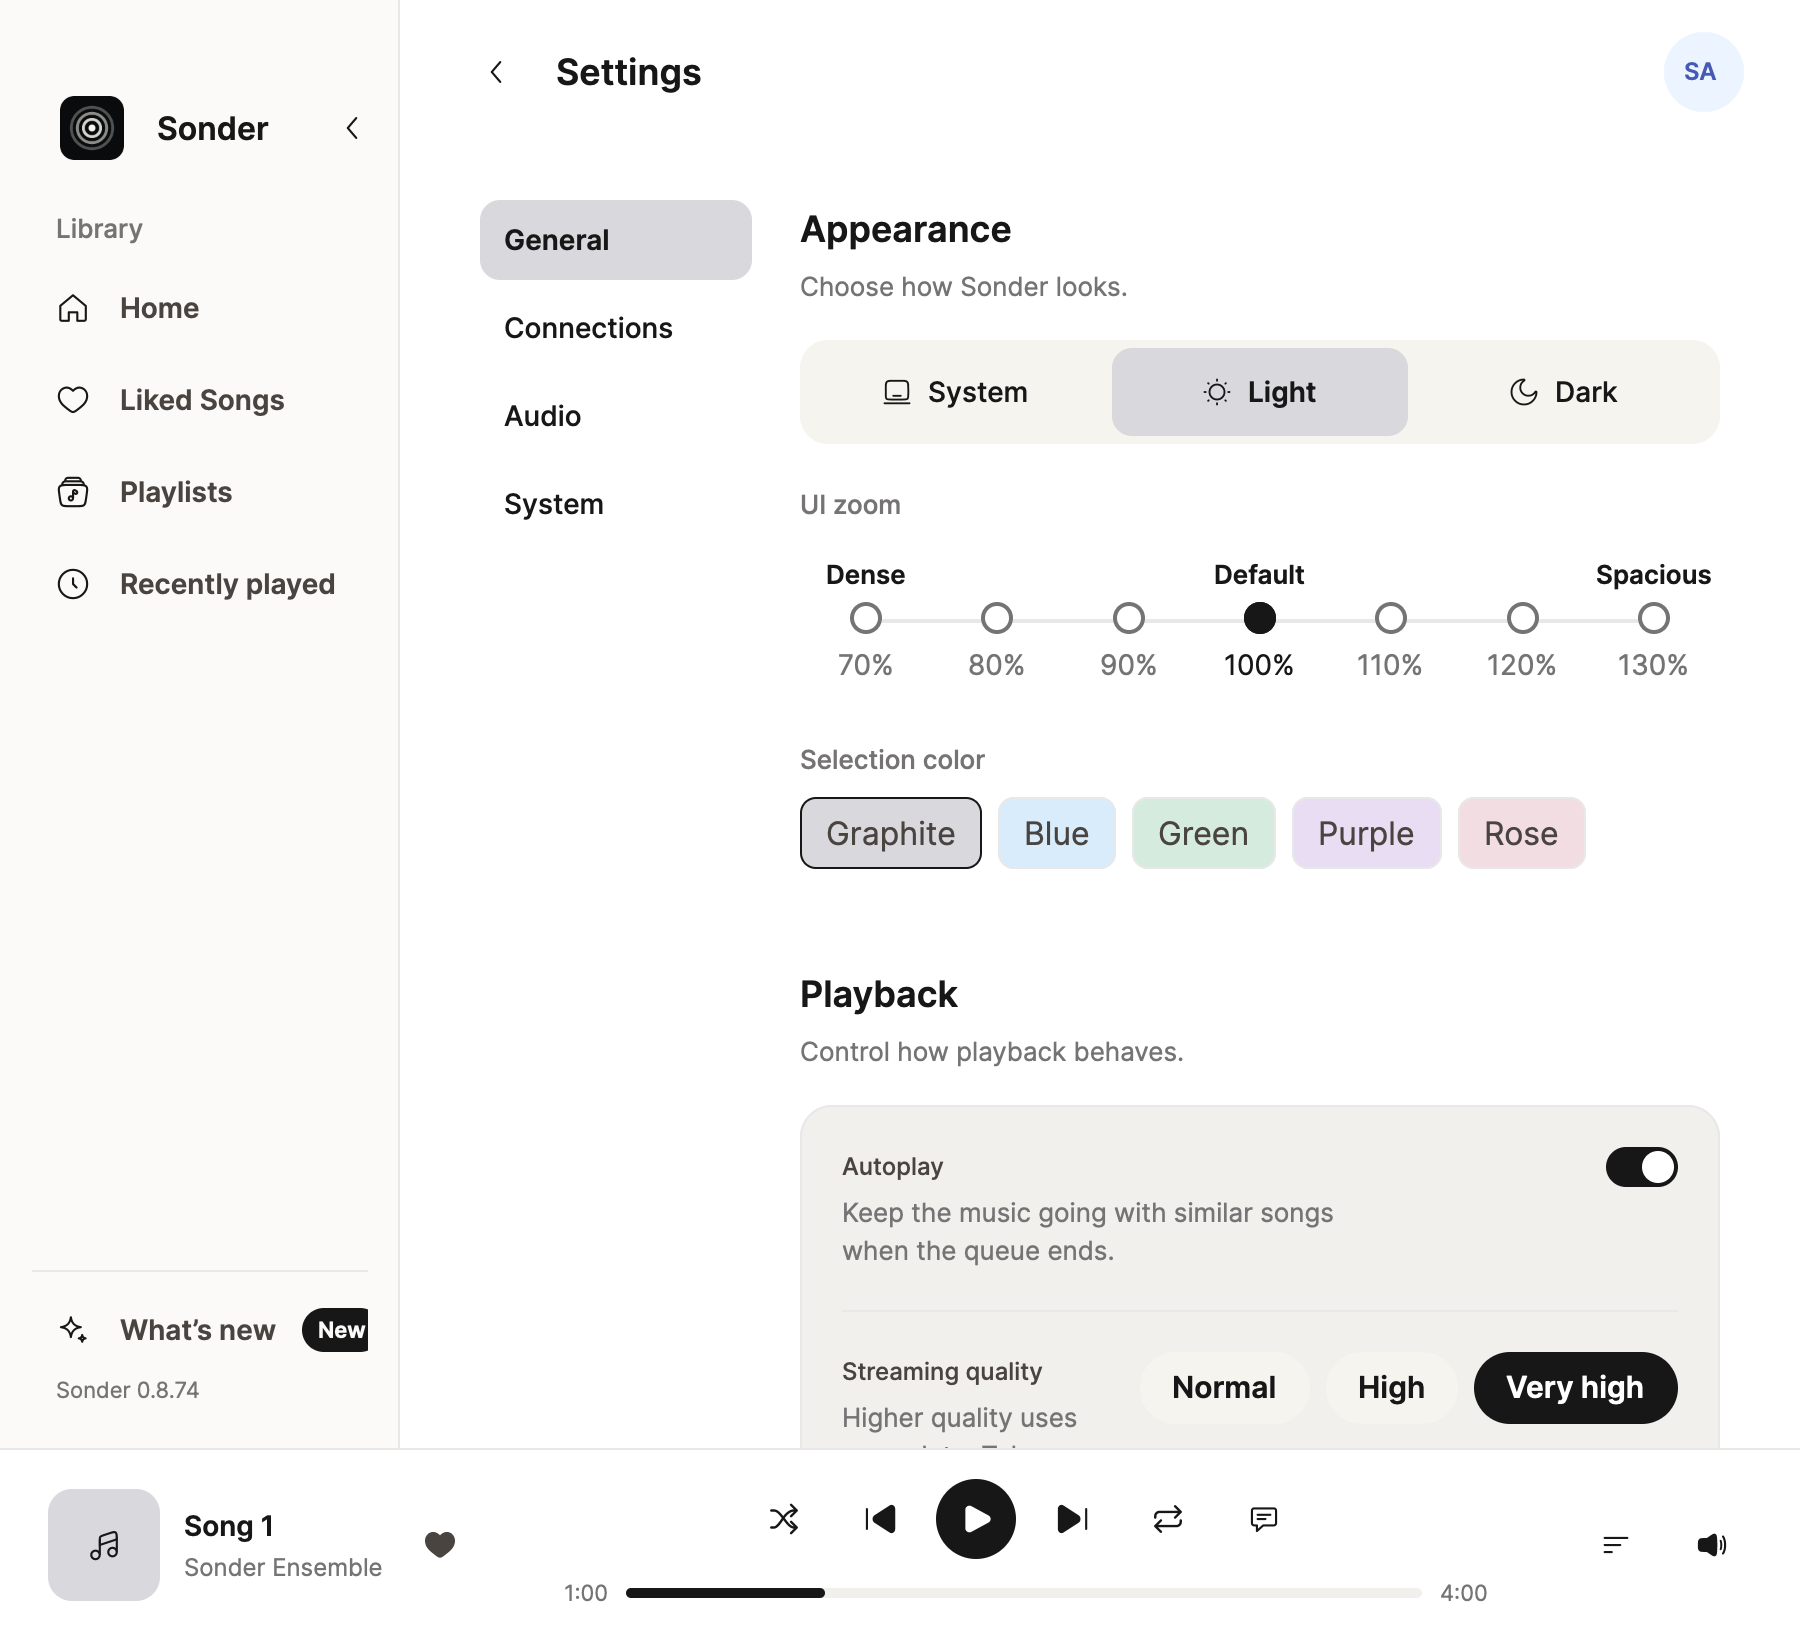 Sonder
Library
Home
Liked Songs
Playlists
Recently played
What’s new
New
Sonder 0.8.74
Settings
SA
General
Connections
Audio
System
Appearance
Choose how Sonder looks.
System
Light
Dark
UI zoom
Dense
Default
Spacious
70%
80%
90%
100%
110%
120%
130%
Selection color
Graphite
Blue
Green
Purple
Rose
Playback
Control how playback behaves.
Autoplay
Keep the music going with similar songs
when the queue ends.
Streaming quality
Higher quality uses
Normal
High
Very high
Song 1
Sonder Ensemble
1:00
4:00